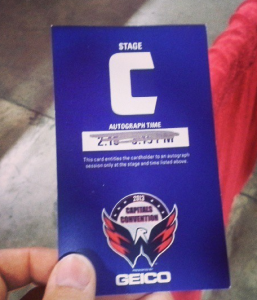 STAGE
C
AUTOGRAPH TIME
This card entitles the cardholder to an autograph
session only at the stage and time listed above.
2013
CAPITALS
CONVENTION
GEICO